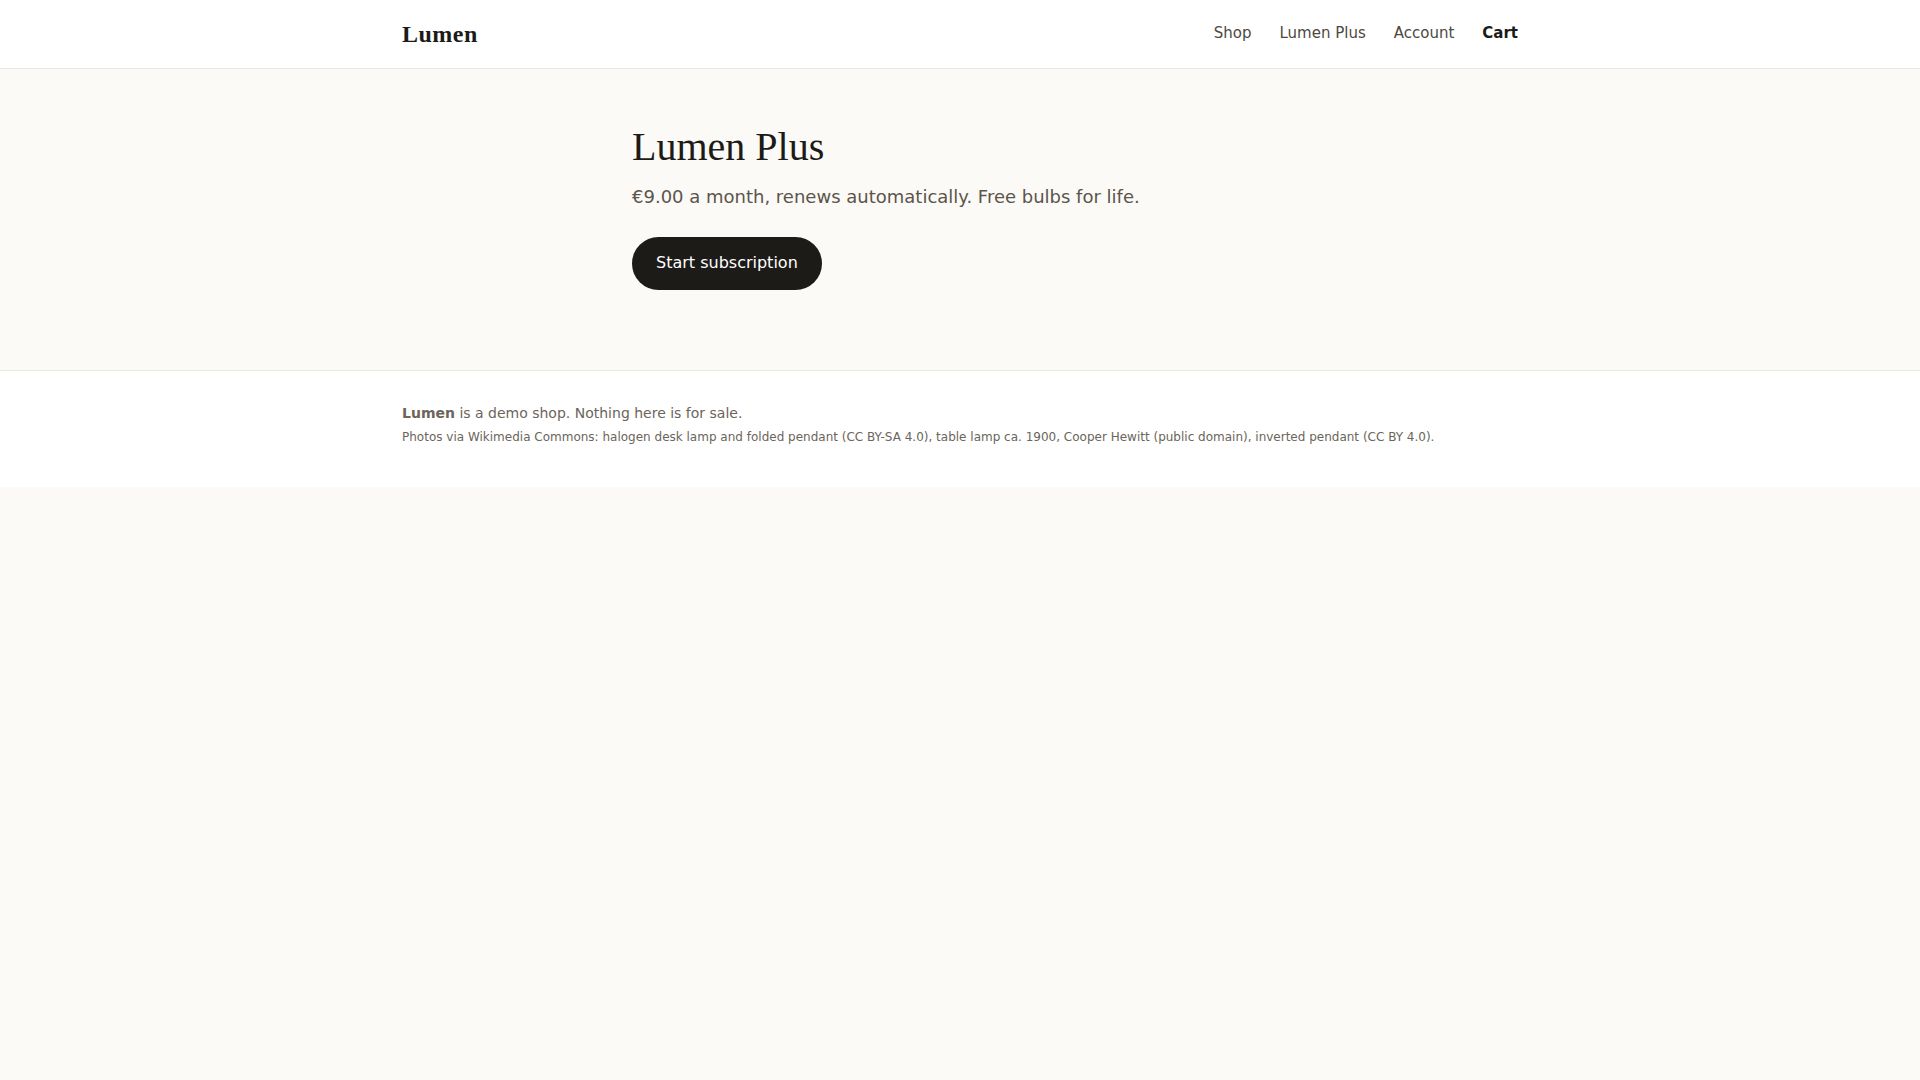 Lumen
Shop
Lumen Plus
Account
Cart
Lumen Plus
€9.00 a month, renews automatically. Free bulbs for life.
Start subscription
Lumen is a demo shop. Nothing here is for sale.
Photos via Wikimedia Commons: halogen desk lamp and folded pendant (CC BY-SA 4.0), table lamp ca. 1900, Cooper Hewitt (public domain), inverted pendant (CC BY 4.0).